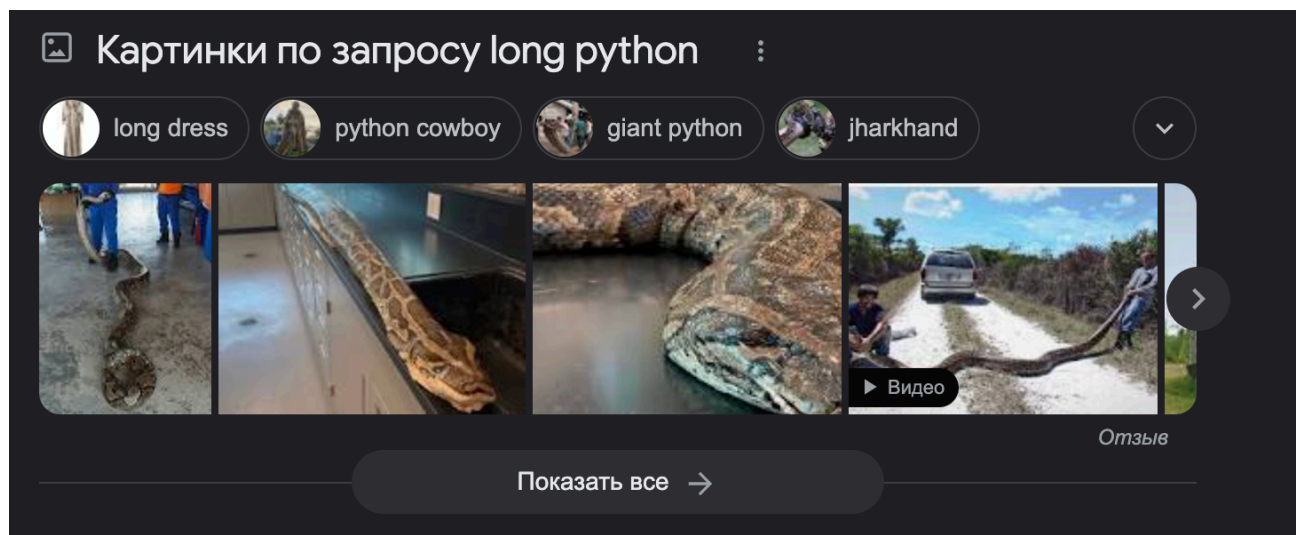 Картинки по запросу long python
long dress python cowboy giant python jharkhand
Видео
Отзыв
Показать все